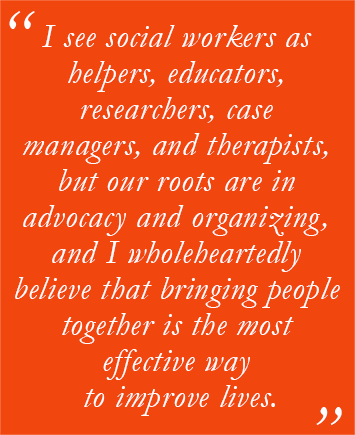 “ I see social workers as
helpers, educators,
researchers, case
managers, and therapists,
but our roots are in
advocacy and organizing,
and I wholeheartedly
believe that bringing people
together is the most
effective way
to improve lives. ”